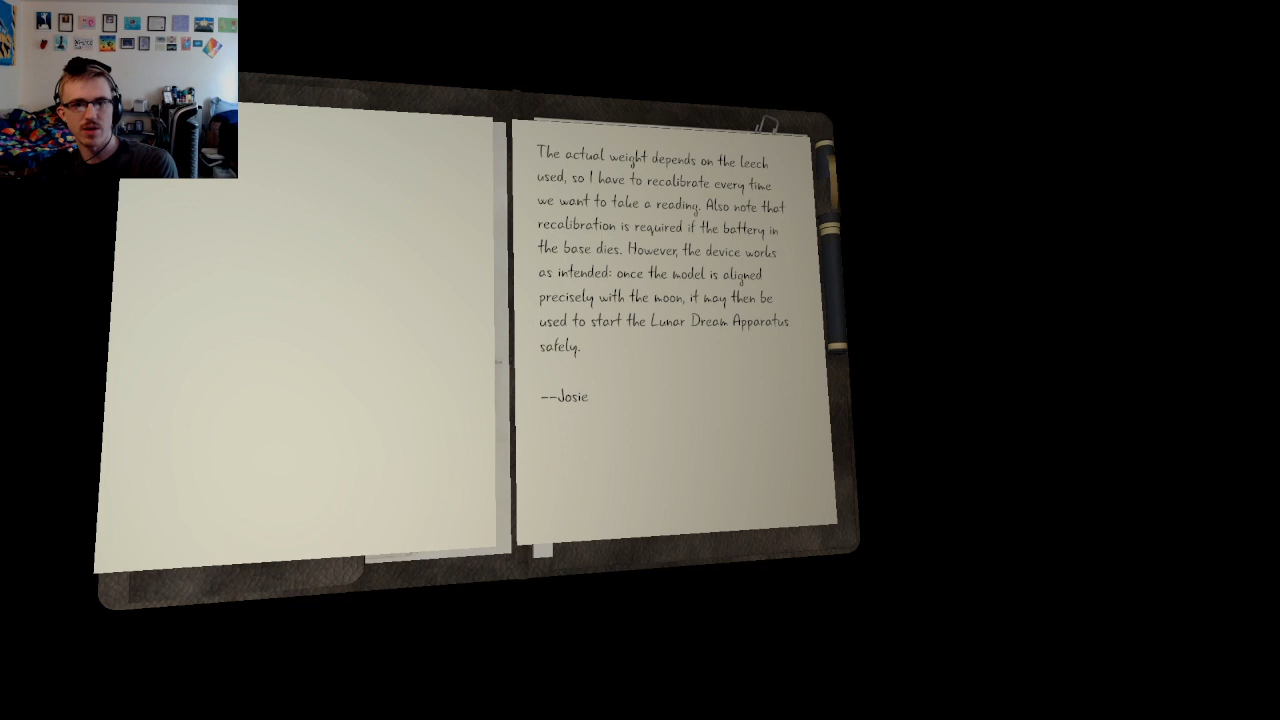 The actual weight depends on the leech
used, so I have to recalibrate every time
we want to take a reading. Also note that
recalibration is required if the battery in
the base dies. However, the device works
as intended: once the model is aligned
precisely with the moon, it may then be
used to start the Lunar Dream Apparatus
safely.
--Josie